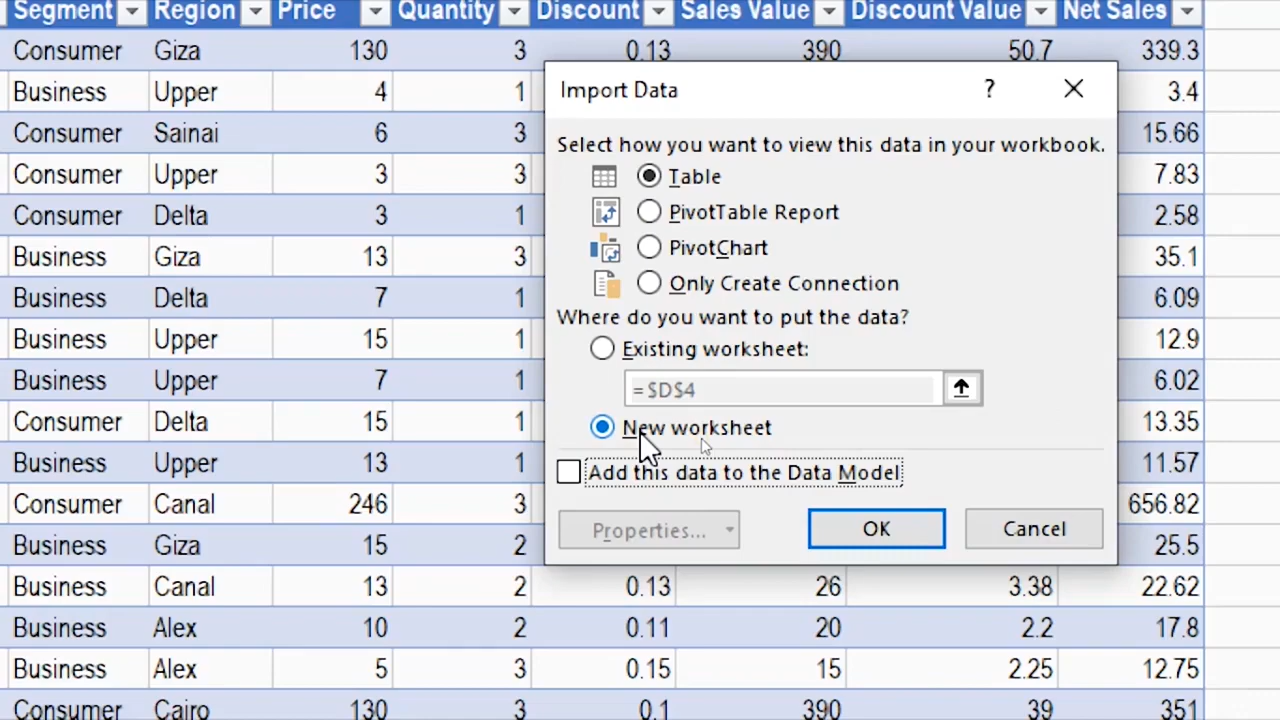 Segment Region Price Quantity Discount Sales Value Discount Value Net Sales
Consumer Giza 130 3 0.13 390 50.7 339.3
Business Upper 4 1 3.4
Consumer Sainai 6 3 15.66
Consumer Upper 3 3 7.83
Consumer Delta 3 1 2.58
Business Giza 13 3 35.1
Business Delta 7 1 6.09
Business Upper 15 1 12.9
Business Upper 7 1 6.02
Consumer Delta 15 1 13.35
Business Upper 13 1 11.57
Consumer Canal 246 3 656.82
Business Giza 15 2 25.5
Business Canal 13 2 0.13 26 3.38 22.62
Business Alex 10 2 0.11 20 2.2 17.8
Business Alex 5 3 0.15 15 2.25 12.75
Consumer Cairo 130 3 0.1 390 39 351
Import Data ?
Select how you want to view this data in your workbook.
Table
PivotTable Report
PivotChart
Only Create Connection
Where do you want to put the data?
Existing worksheet:
=$D$4
New worksheet
Add this data to the Data Model
Properties... OK Cancel